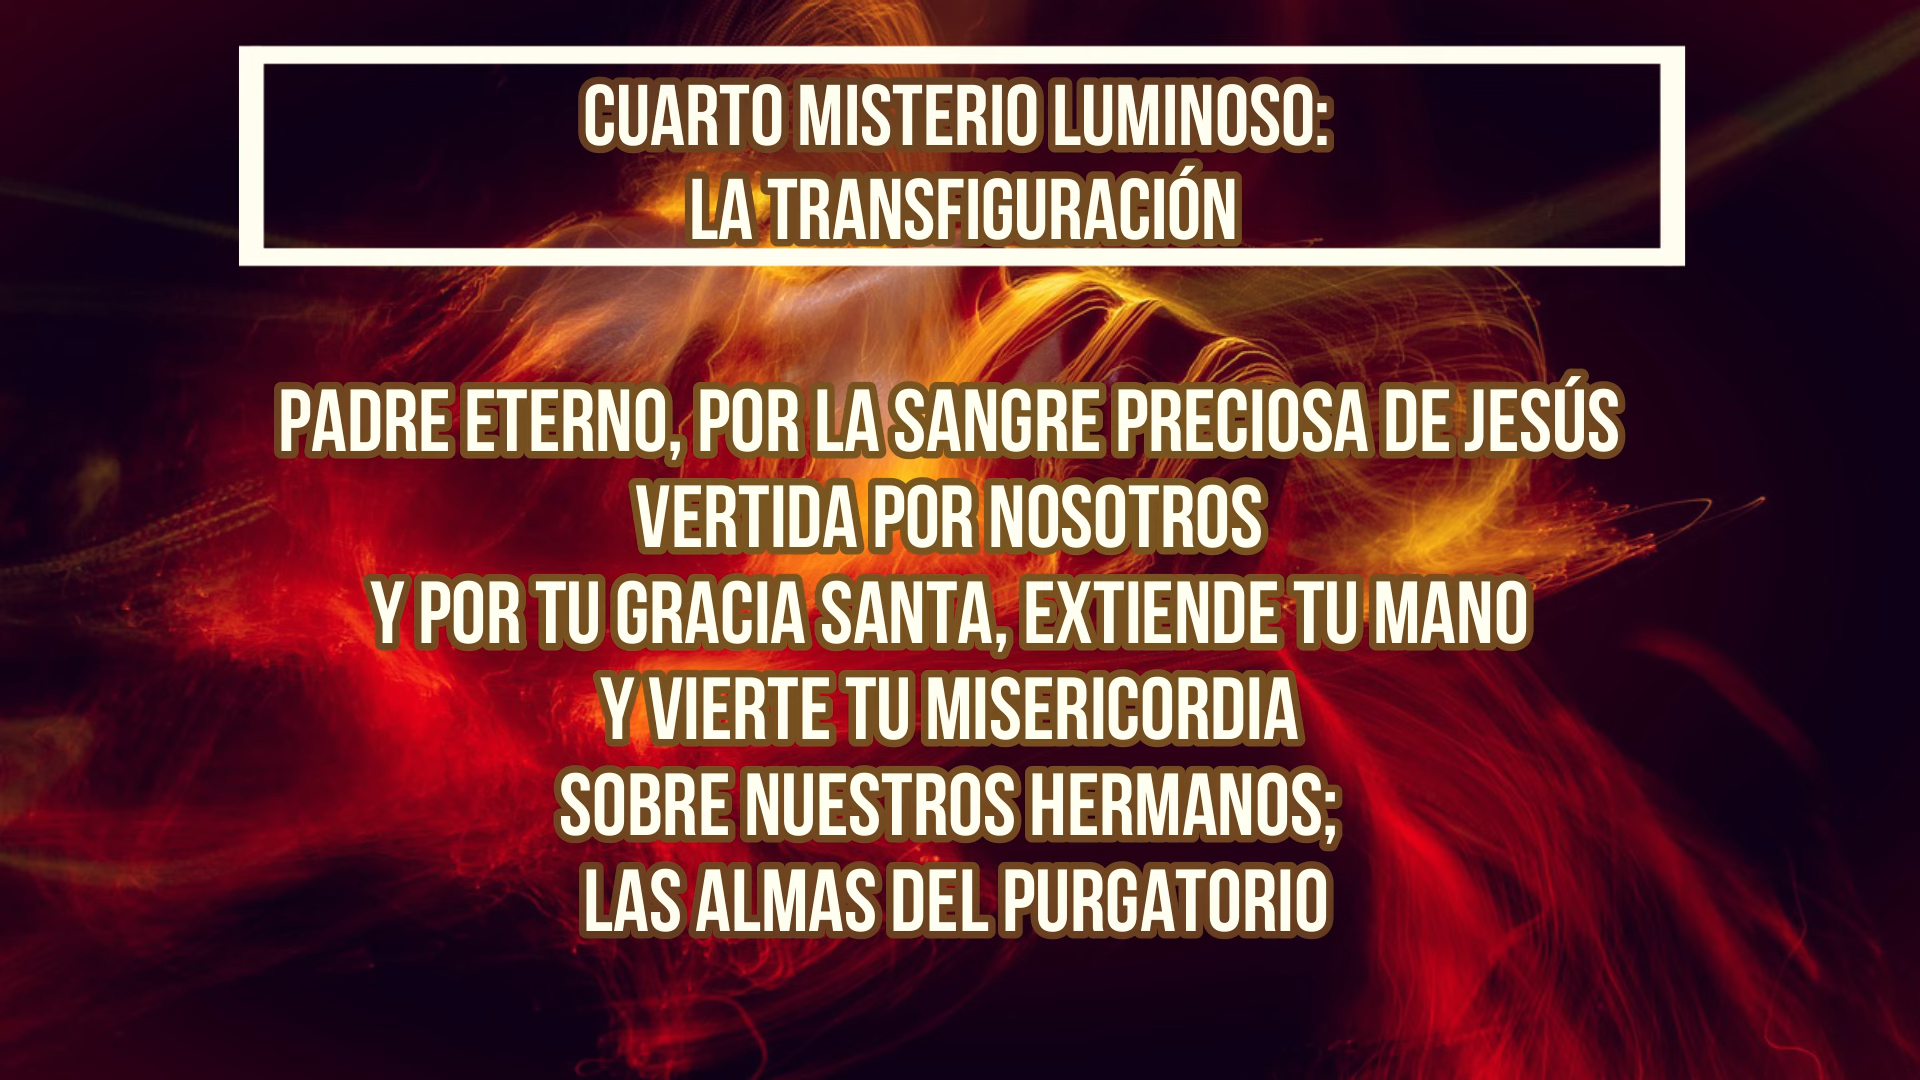 CUARTO MISTERIO LUMINOSO:
LA TRANSFIGURACIÓN
PADRE ETERNO, POR LA SANGRE PRECIOSA DE JESÚS
VERTIDA POR NOSOTROS
Y POR TU GRACIA SANTA, EXTIENDE TU MANO
Y VIERTE TU MISERICORDIA
SOBRE NUESTROS HERMANOS;
LAS ALMAS DEL PURGATORIO